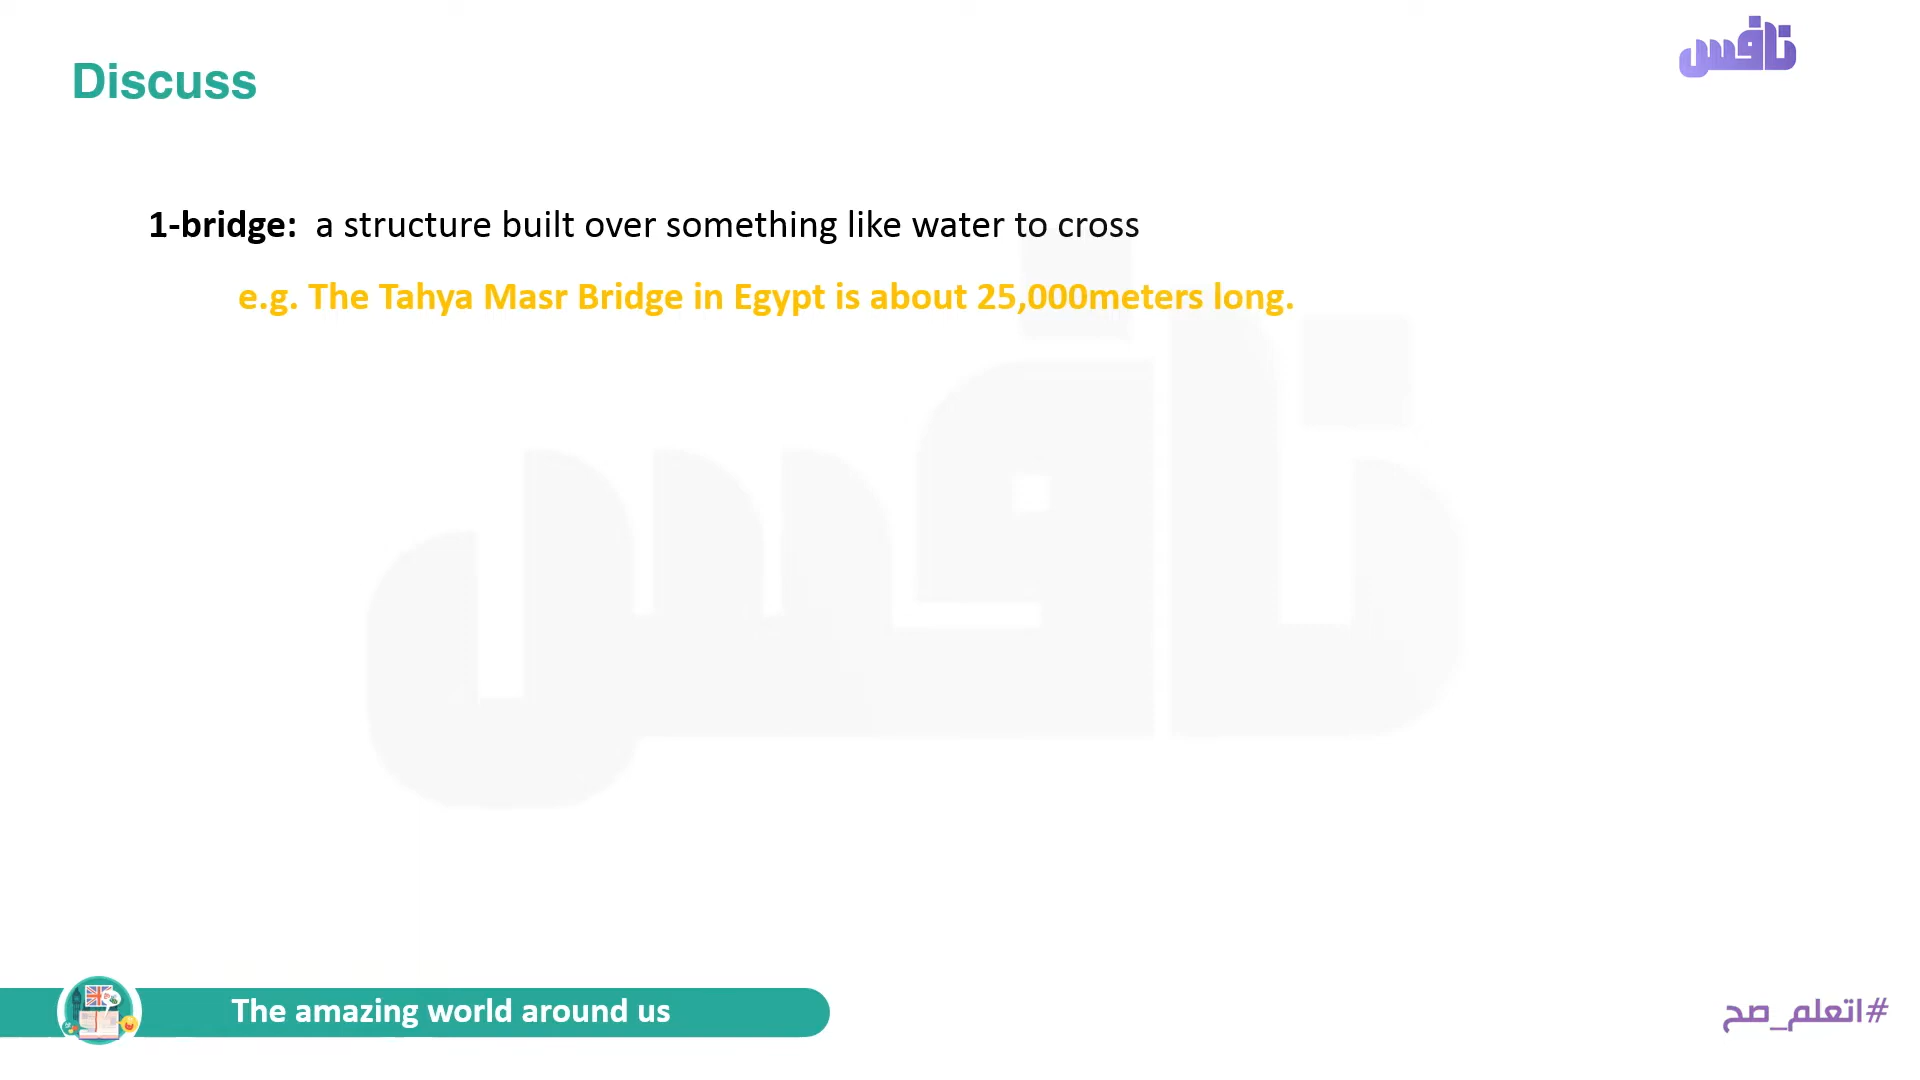 نافس
Discuss
1-bridge: a structure built over something like water to cross
e.g. The Tahya Masr Bridge in Egypt is about 25,000meters long.
نافس
The amazing world around us
#اتعلم_صح